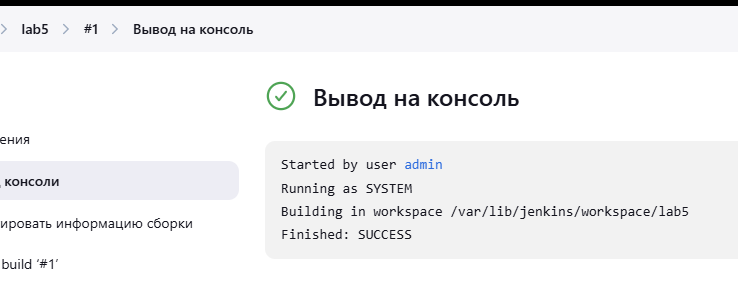 lab5 > #1 > Вывод на консоль
Вывод на консоль
ения
консоли
ировать информацию сборки
build '#1'
Started by user admin
Running as SYSTEM
Building in workspace /var/lib/jenkins/workspace/lab5
Finished: SUCCESS